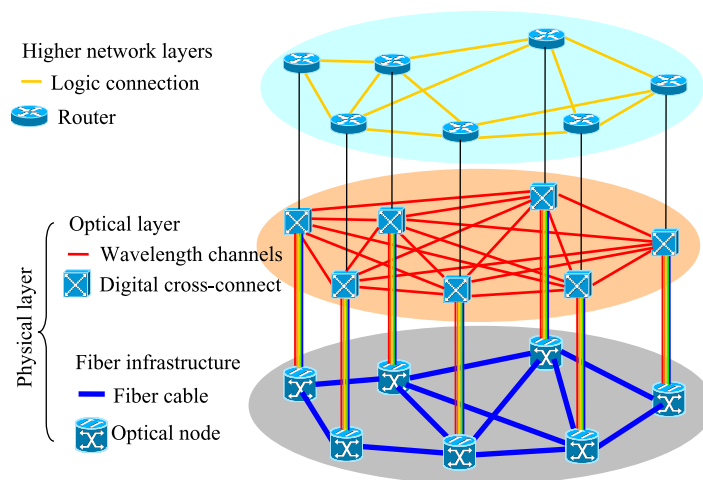 Higher network layers
Logic connection
Router
Optical layer
Wavelength channels
Digital cross-connect
Physical layer
Fiber infrastructure
Fiber cable
Optical node